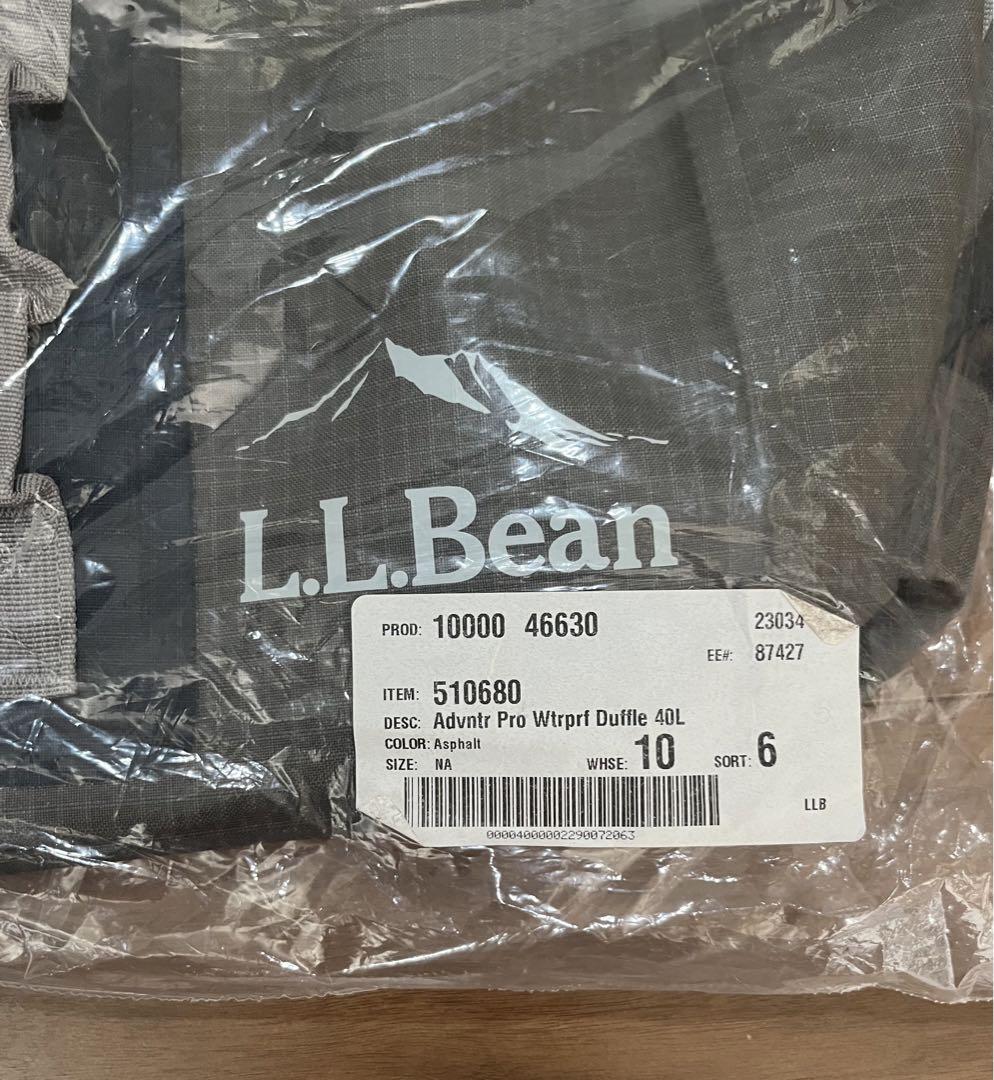 L.L.Bean
PROD: 10000 46630 23034
EE#: 87427
ITEM: 510680
DESC: Advntr Pro Wtrprf Duffle 40L
COLOR: Asphalt
SIZE: NA WHSE: 10 SORT: 6
LLB
00004000002290072063